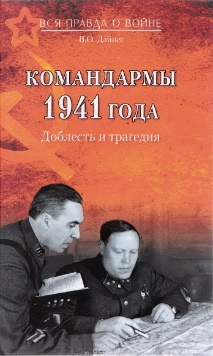 ВСЯ ПРАВДА О ВОЙНЕ
В.О. Дайнес
КОМАНДАРМЫ
1941 ГОДА
Доблесть и трагедия